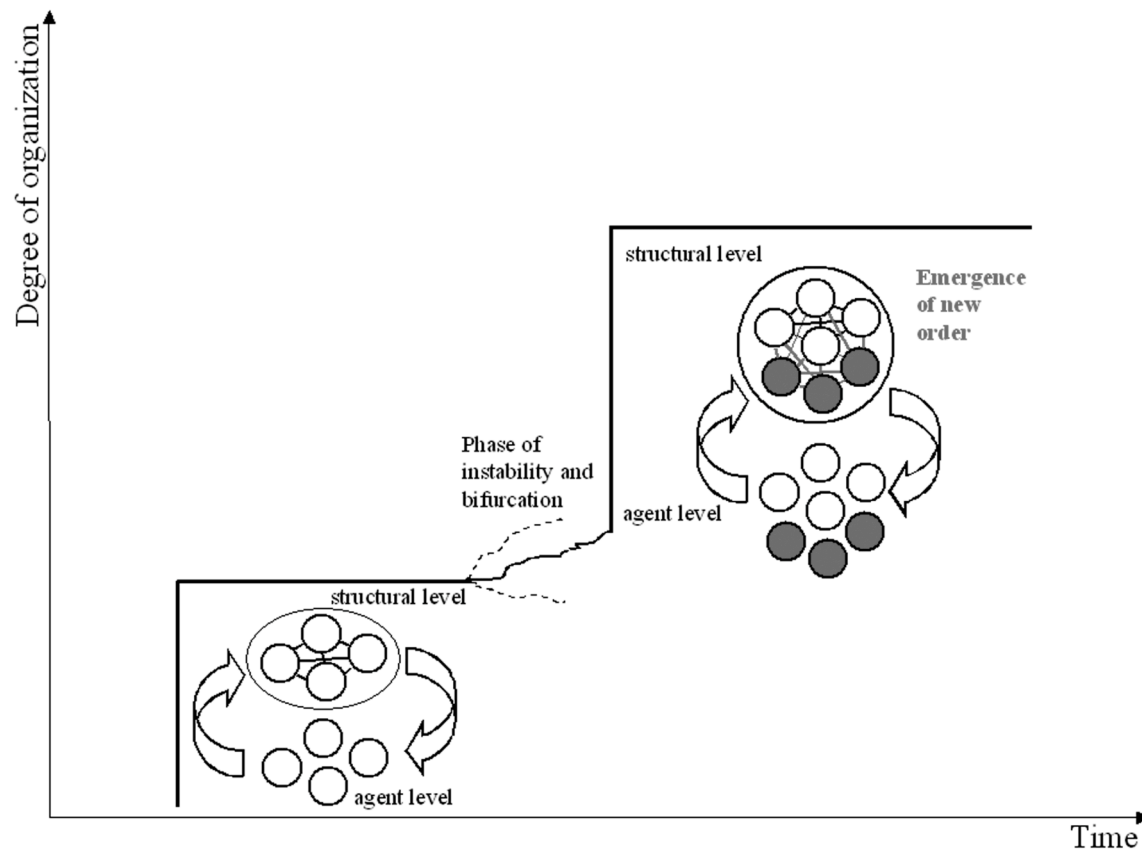 Degree of organization
structural level
Emergence
of new
order
Phase of
instability and
bifurcation
agent level
structural level
agent level
Time